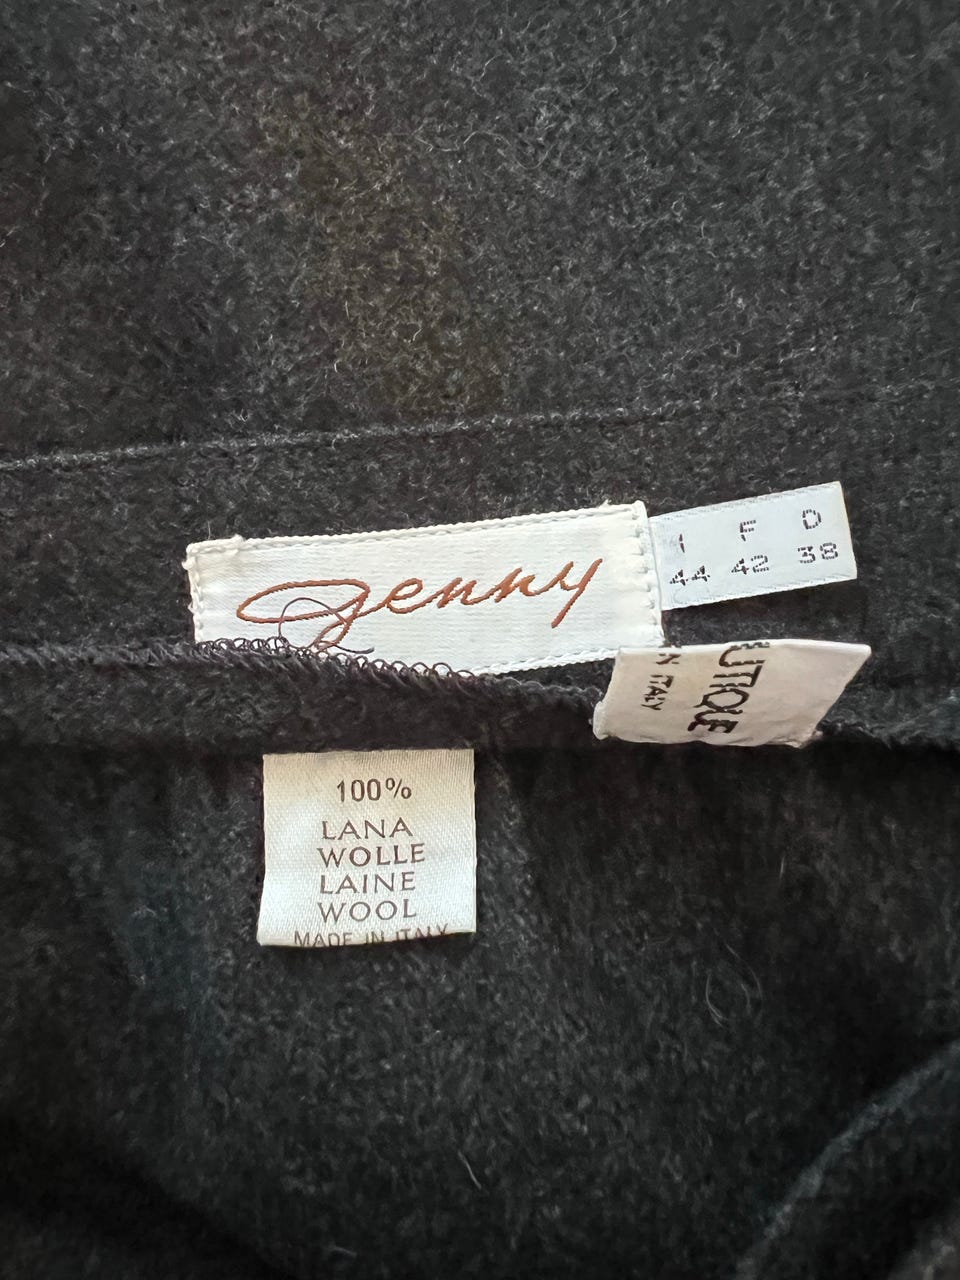 genny
I F D
44 42 38
UTIQUE
ITALY
100%
LANA
WOLLE
LAINE
WOOL
MADE IN ITALY